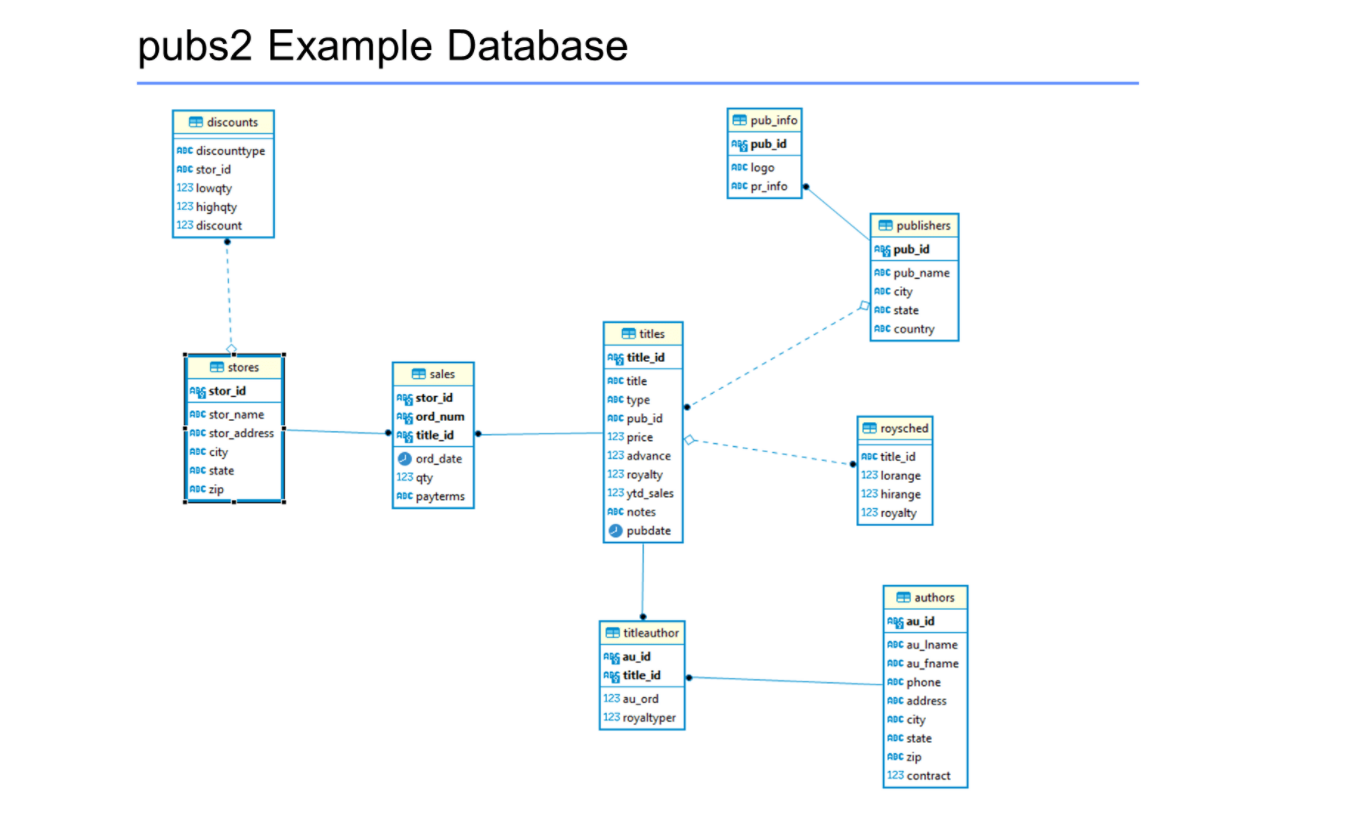 pubs2 Example Database
discounts
ABC discounttype
ABC stor_id
123 lowqty
123 highqty
123 discount
pub_info
ABC pub_id
ABC logo
ABC pr_info
publishers
ABC pub_id
ABC pub_name
ABC city
ABC state
ABC country
stores
ABC stor_id
ABC stor_name
ABC stor_address
ABC city
ABC state
ABC zip
sales
ABC stor_id
ABC ord_num
ABC title_id
ord_date
123 qty
ABC payterms
titles
ABC title_id
ABC title
ABC type
ABC pub_id
123 price
123 advance
123 royalty
123 ytd_sales
ABC notes
pubdate
roysched
ABC title_id
123 lorange
123 hirange
123 royalty
titleauthor
ABC au_id
ABC title_id
123 au_ord
123 royaltyper
authors
ABC au_id
ABC au_lname
ABC au_fname
ABC phone
ABC address
ABC city
ABC state
ABC zip
123 contract